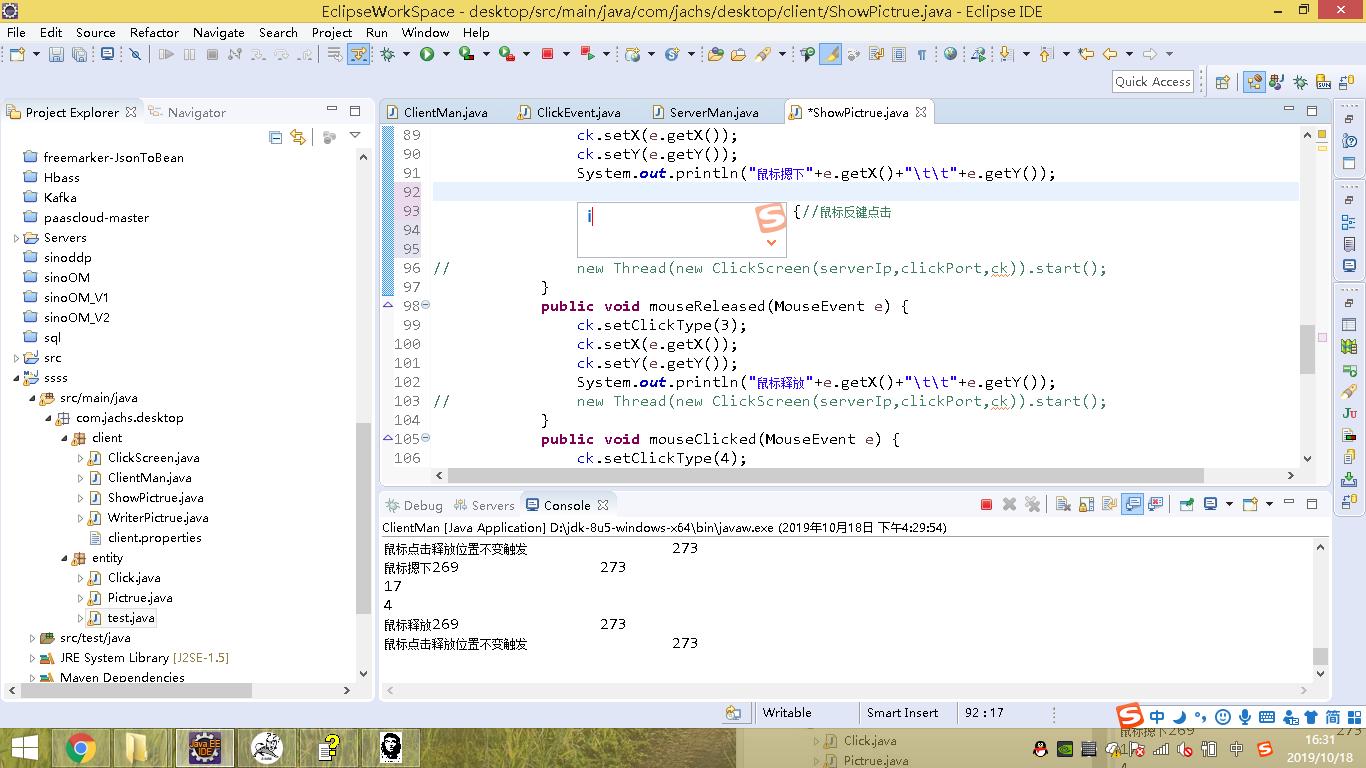 EclipseWorkSpace - desktop/src/main/java/com/jachs/desktop/client/ShowPictrue.java - Eclipse IDE
File Edit Source Refactor Navigate Search Project Run Window Help
Quick Access
Project Explorer
Navigator
freemarker-JsonToBean
Hbass
Kafka
paascloud-master
Servers
sinoddp
sinoOM
sinoOM_V1
sinoOM_V2
sql
src
ssss
src/main/java
com.jachs.desktop
client
ClickScreen.java
ClientMan.java
ShowPictrue.java
WriterPictrue.java
client.properties
entity
Click.java
Pictrue.java
test.java
src/test/java
JRE System Library [J2SE-1.5]
Maven Dependencies
ClientMan.java ClickEvent.java ServerMan.java *ShowPictrue.java
89 ck.setX(e.getX());
90 ck.setY(e.getY());
91 System.out.println("鼠标摁下"+e.getX()+"\t\t"+e.getY());
92
93 {//鼠标反键点击
94
95
96 // new Thread(new ClickScreen(serverIp,clickPort,ck)).start();
97 }
98 public void mouseReleased(MouseEvent e) {
99 ck.setClickType(3);
100 ck.setX(e.getX());
101 ck.setY(e.getY());
102 System.out.println("鼠标释放"+e.getX()+"\t\t"+e.getY());
103 // new Thread(new ClickScreen(serverIp,clickPort,ck)).start();
104 }
105 public void mouseClicked(MouseEvent e) {
106 ck.setClickType(4);
i
S
Debug Servers Console
ClientMan [Java Application] D:\jdk-8u5-windows-x64\bin\javaw.exe (2019年10月18日 下午4:29:54)
鼠标点击释放位置不变触发 273
鼠标摁下269 273
17
4
鼠标释放269 273
鼠标点击释放位置不变触发 273
Writable Smart Insert 92 : 17
S 中 简
Java EE
IDE
Click.java
Pictrue.java
中 S
16:31
2019/10/18